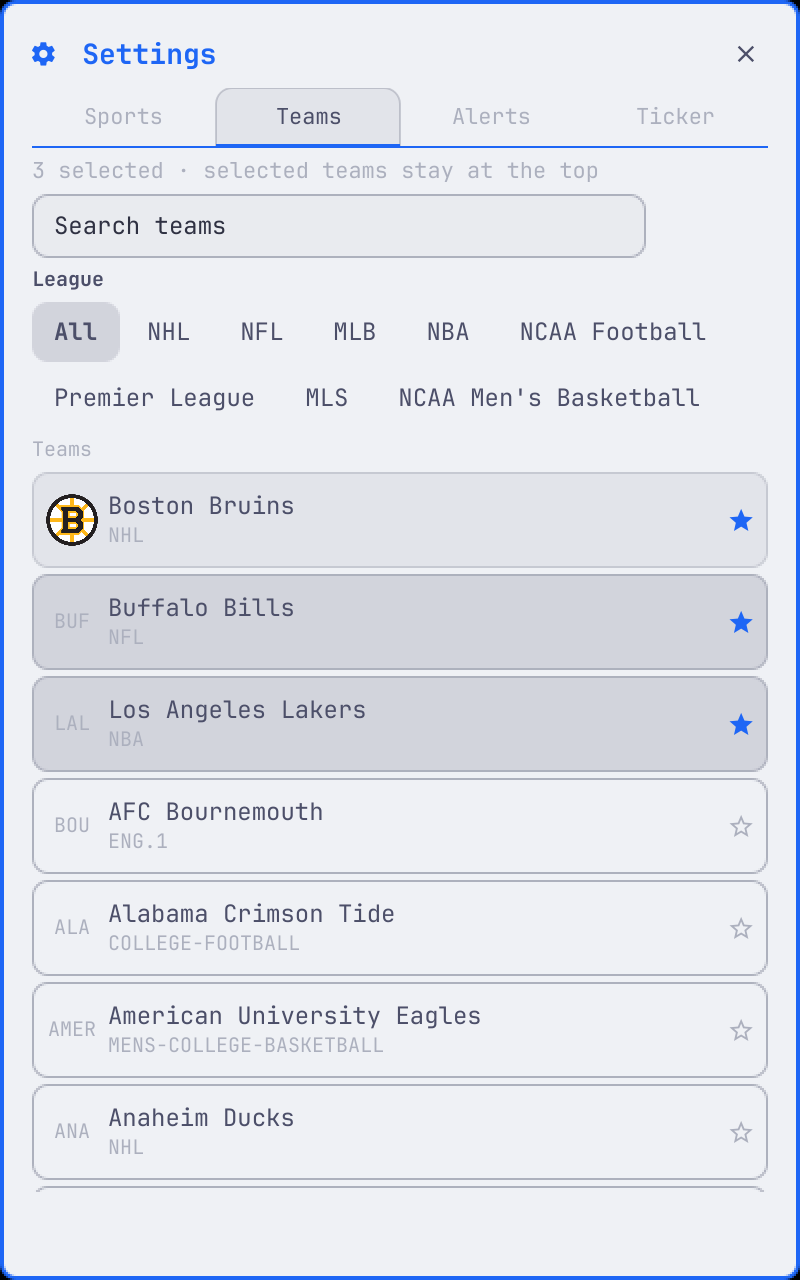 Settings
Sports Teams Alerts Ticker
3 selected · selected teams stay at the top
Search teams
League
All NHL NFL MLB NBA NCAA Football
Premier League MLS NCAA Men's Basketball
Teams
B
Boston Bruins
NHL
BUF
Buffalo Bills
NFL
LAL
Los Angeles Lakers
NBA
BOU
AFC Bournemouth
ENG.1
ALA
Alabama Crimson Tide
COLLEGE-FOOTBALL
AMER
American University Eagles
MENS-COLLEGE-BASKETBALL
ANA
Anaheim Ducks
NHL